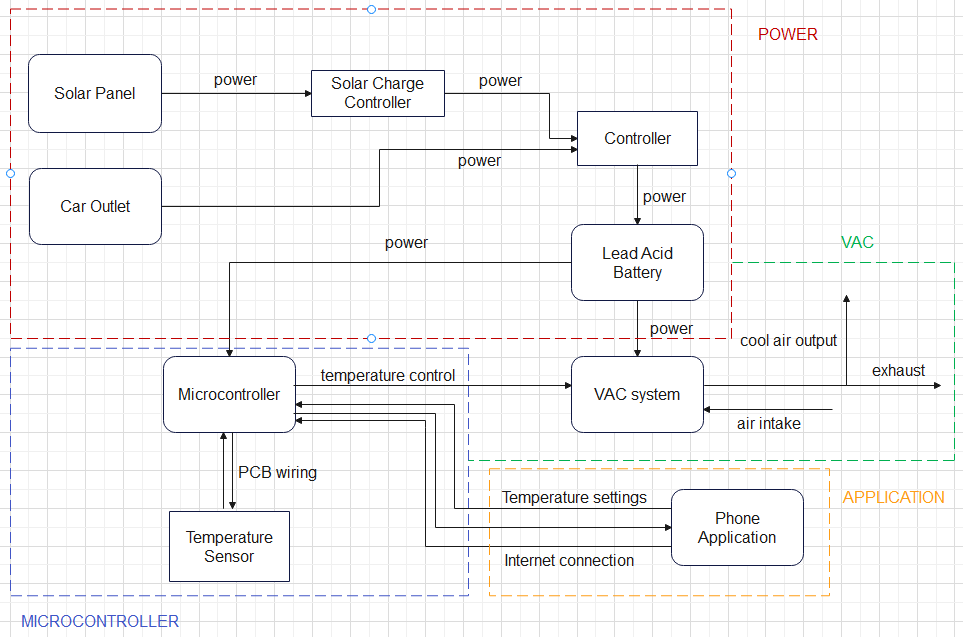 POWER
Solar Panel
power
Solar Charge
Controller
power
Controller
power
Car Outlet
power
power
Lead Acid
Battery
VAC
power
cool air output
exhaust
Microcontroller
temperature control
VAC system
air intake
PCB wiring
Temperature settings
APPLICATION
Phone
Application
Temperature
Sensor
Internet connection
MICROCONTROLLER